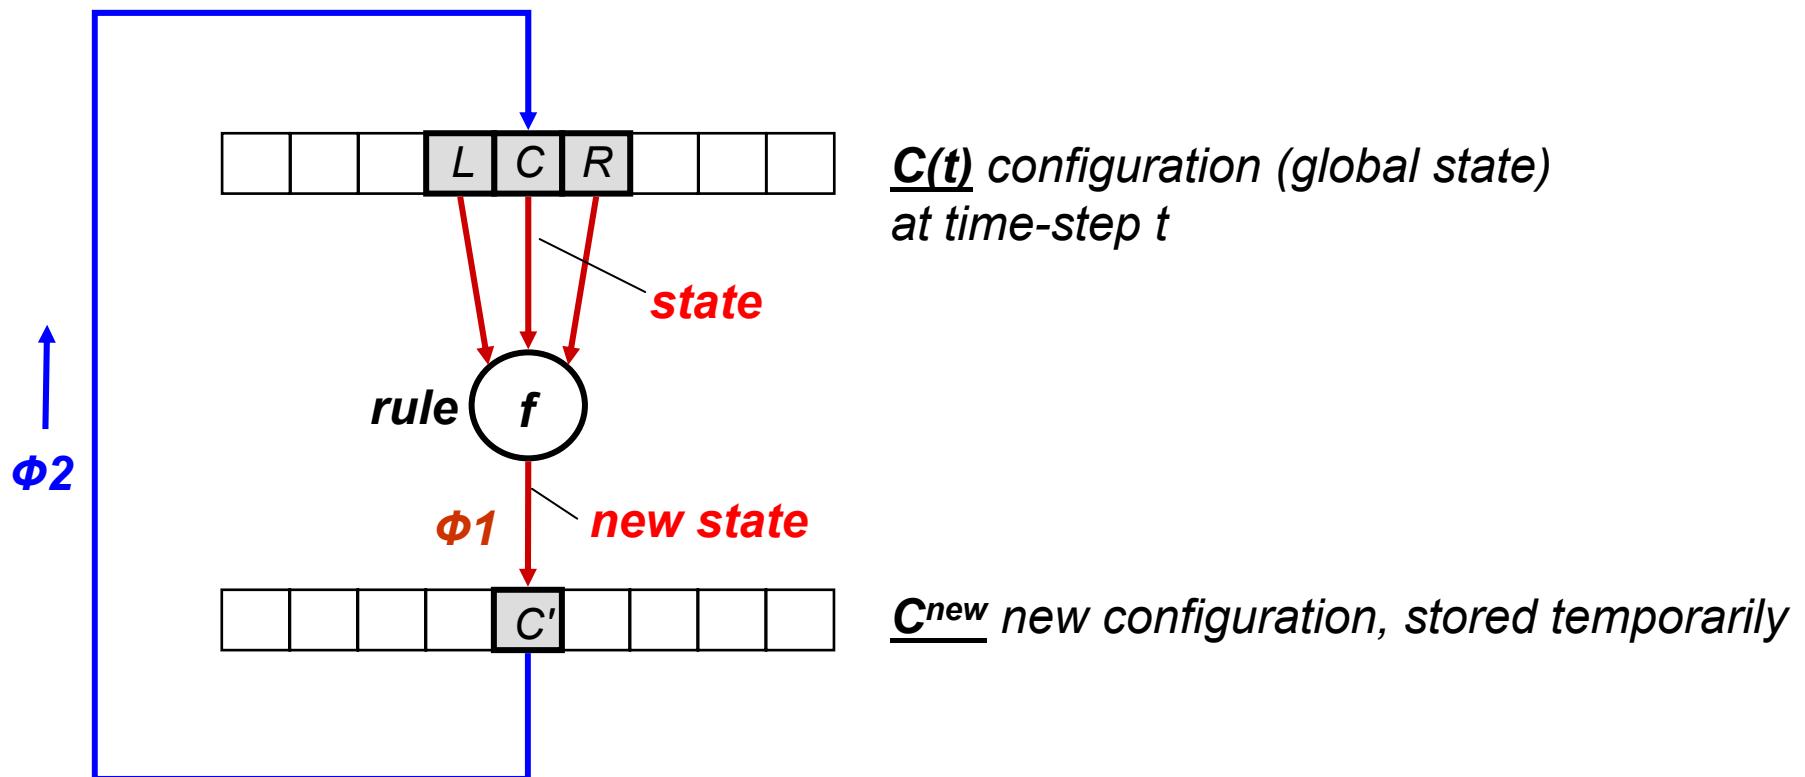 L C R
C(t) configuration (global state)
at time-step t
state
rule
f
Φ2
Φ1
new state
C'
Cnew new configuration, stored temporarily